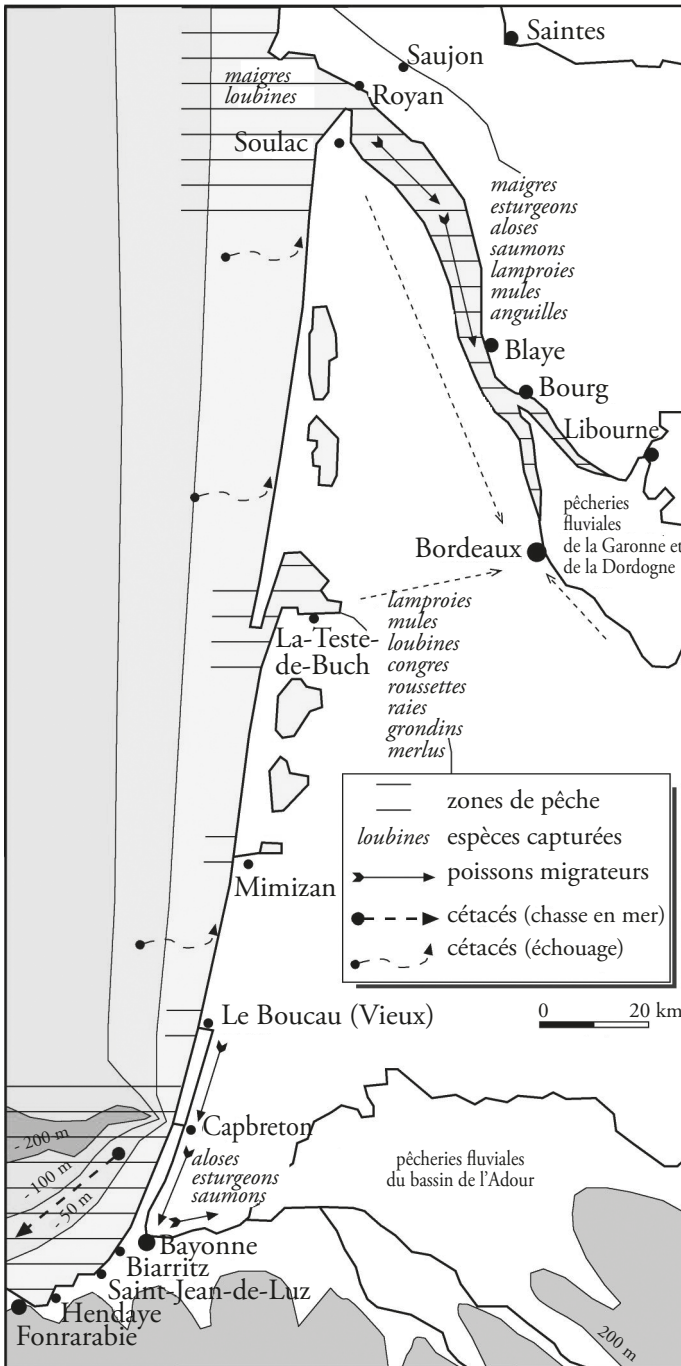 Saintes
Saujon
maigres
loubines
Royan
Soulac
maigres
esturgeons
aloses
saumons
lamproies
mules
anguilles
Blaye
Bourg
Libourne
pêcheries
fluviales
de la Garonne et
de la Dordogne
Bordeaux
lamproies
mules
loubines
congres
roussettes
raies
grondins
merlus
La-Teste-
de-Buch
zones de pêche
loubines espèces capturées
poissons migrateurs
cétacés (chasse en mer)
cétacés (échouage)
Mimizan
0 20 km
Le Boucau (Vieux)
Capbreton
- 200 m
- 100 m
- 50 m
aloses
esturgeons
saumons
pêcheries fluviales
du bassin de l'Adour
Bayonne
Biarritz
Saint-Jean-de-Luz
Hendaye
Fonrarabie
200 m